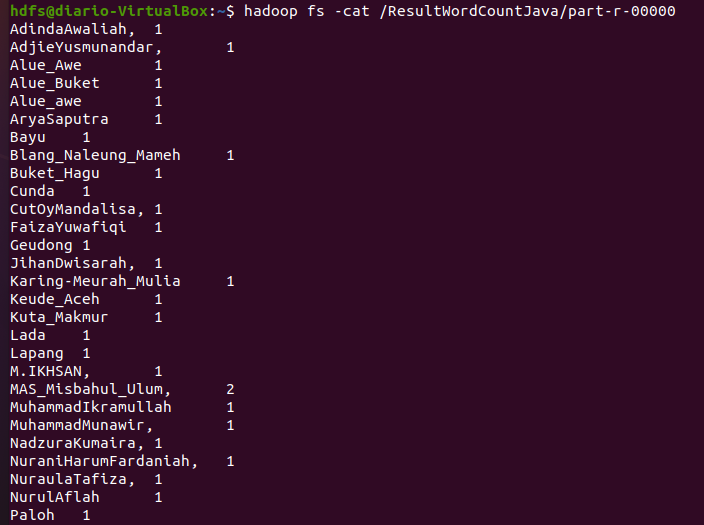 hdfs@diario-VirtualBox:~$ hadoop fs -cat /ResultWordCountJava/part-r-00000
AdindaAwaliah,	1
AdjieYusmunandar,	1
Alue_Awe	1
Alue_Buket	1
Alue_awe	1
AryaSaputra	1
Bayu	1
Blang_Naleung_Mameh	1
Buket_Hagu	1
Cunda	1
CutOyMandalisa,	1
FaizaYuwafiqi	1
Geudong	1
JihanDwisarah,	1
Karing-Meurah_Mulia	1
Keude_Aceh	1
Kuta_Makmur	1
Lada	1
Lapang	1
M.IKHSAN,	1
MAS_Misbahul_Ulum,	2
MuhammadIkramullah	1
MuhammadMunawir,	1
NadzuraKumaira,	1
NuraniHarumFardaniah,	1
NuraulaTafiza,	1
NurulAflah	1
Paloh	1